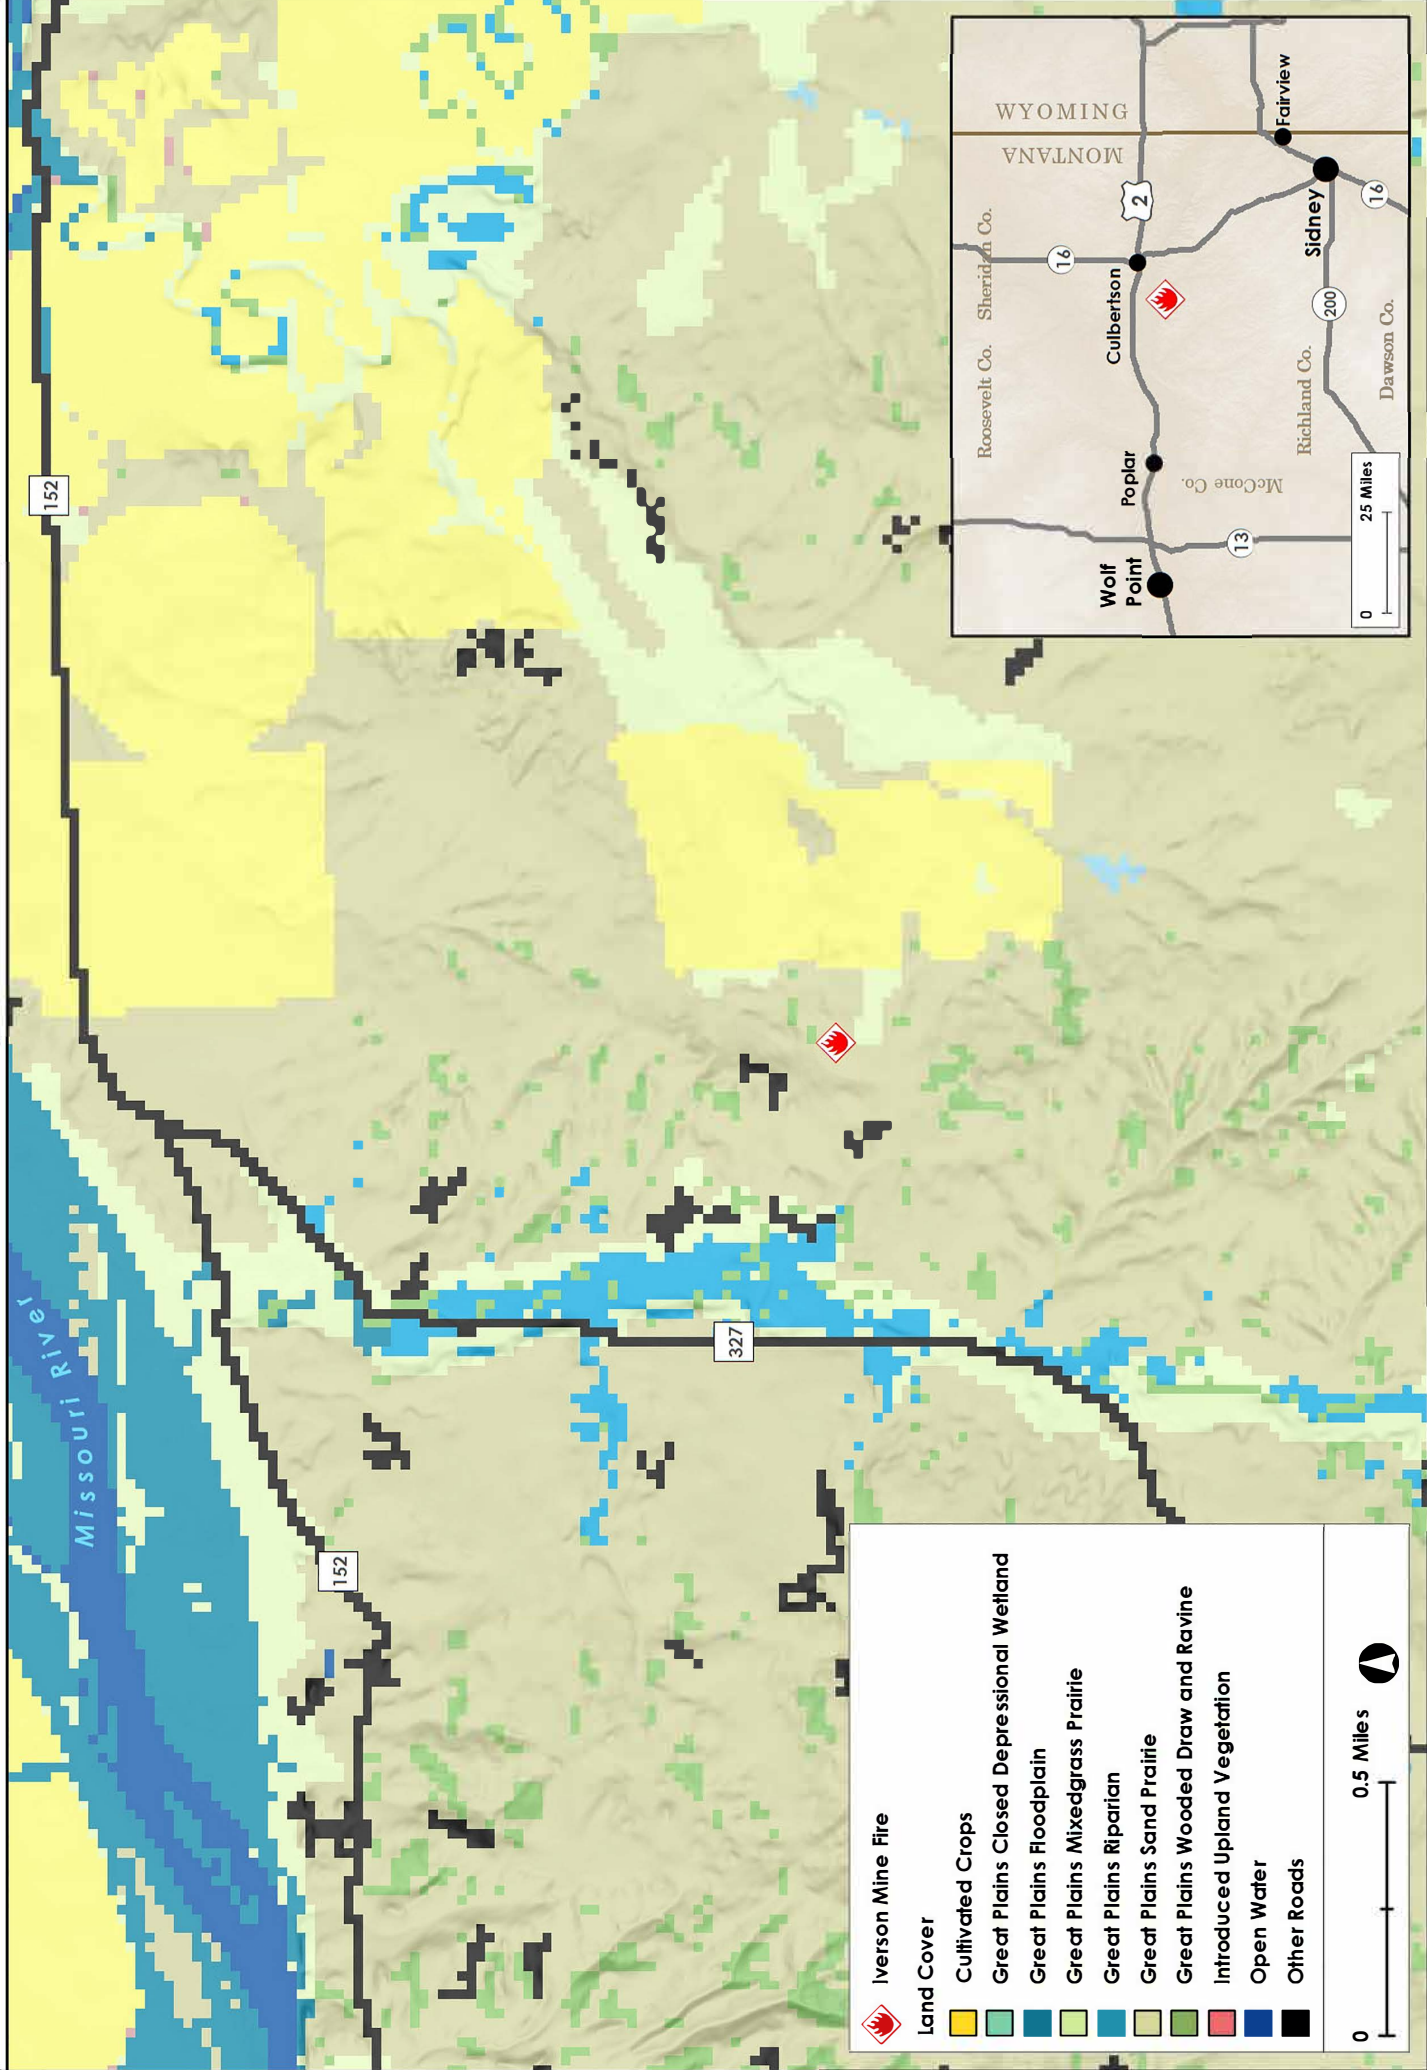 152
152
327
Missouri River
Iverson Mine Fire
Land Cover
Cultivated Crops
Great Plains Closed Depressional Wetland
Great Plains Floodplain
Great Plains Mixedgrass Prairie
Great Plains Riparian
Great Plains Sand Prairie
Great Plains Wooded Draw and Ravine
Introduced Upland Vegetation
Open Water
Other Roads
0 0.5 Miles
Roosevelt Co. Sheridan Co.
16
MONTANA
WYOMING
2
Culbertson
Wolf
Point
Poplar
McCone Co.
13
Richland Co.
Sidney
Fairview
200
16
Dawson Co.
0 25 Miles